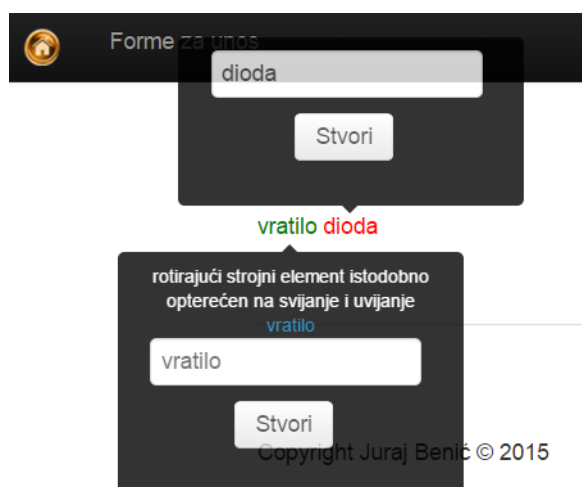 Forme za unos
dioda
Stvori
vratilo dioda
rotirajući strojni element istodobno
opterećen na svijanje i uvijanje
vratilo
vratilo
Stvori
Copyright Juraj Benić © 2015